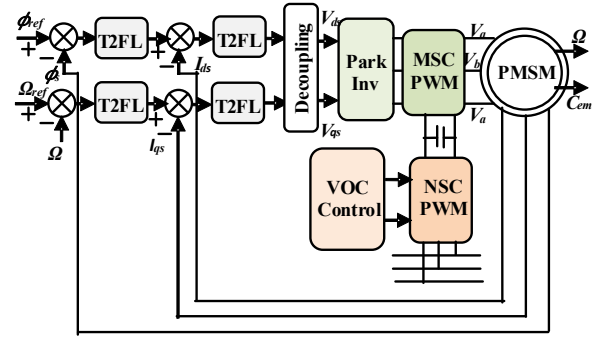 ϕref
T2FL
T2FL
Decoupling
Vds
Park
Inv
MSC
PWM
Va
Vb
Va
PMSM
Ω
Cem
+
−
+
−
Ids
ϕs
Ωref
T2FL
T2FL
+
−
+
−
Ω
Iqs
Vqs
VOC
Control
NSC
PWM